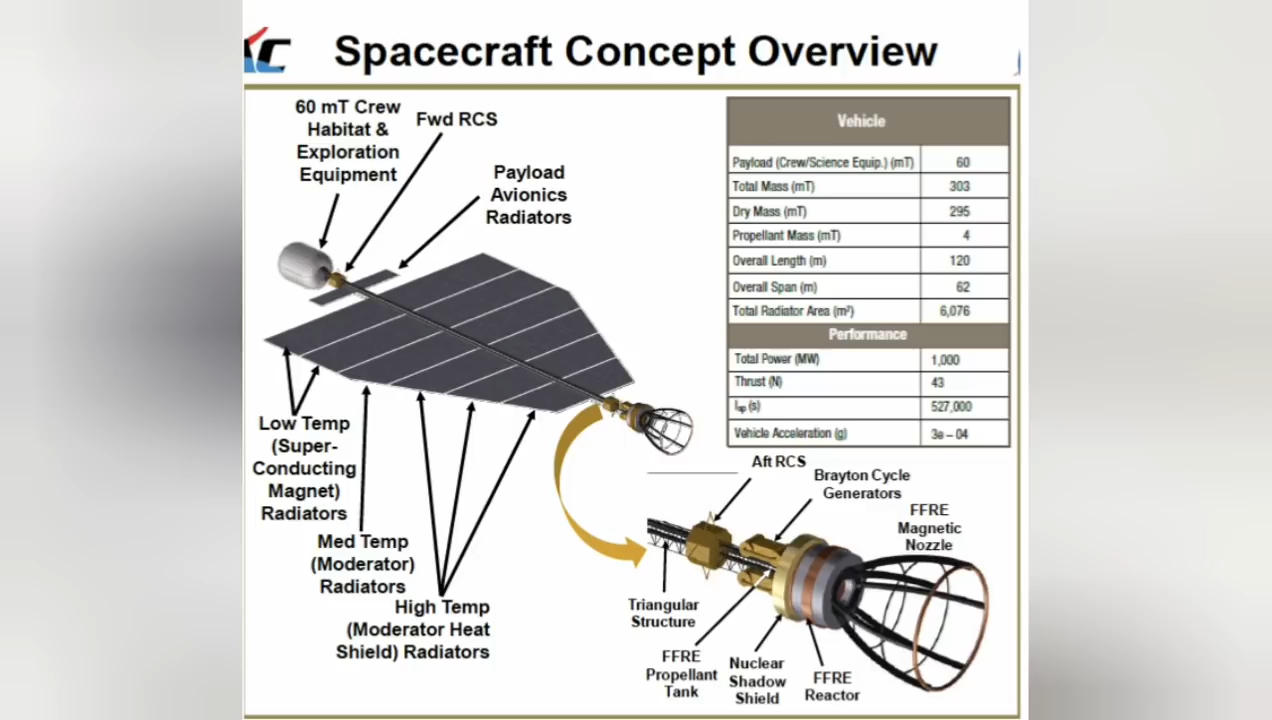 AC
Spacecraft Concept Overview
60 mT Crew
Habitat &
Exploration
Equipment
Fwd RCS
Payload
Avionics
Radiators
Low Temp
(Super-
Conducting
Magnet)
Radiators
Med Temp
(Moderator)
Radiators
High Temp
(Moderator Heat
Shield) Radiators
Vehicle
Payload (Crew/Science Equip.) (mT) 60
Total Mass (mT) 303
Dry Mass (mT) 295
Propellant Mass (mT) 4
Overall Length (m) 120
Overall Span (m) 62
Total Radiator Area (m²) 6,076
Performance
Total Power (MW) 1,000
Thrust (N) 43
Isp (s) 527,000
Vehicle Acceleration (g) 3e – 04
Aft RCS
Brayton Cycle
Generators
FFRE
Magnetic
Nozzle
Triangular
Structure
FFRE
Propellant
Tank
Nuclear
Shadow
Shield
FFRE
Reactor